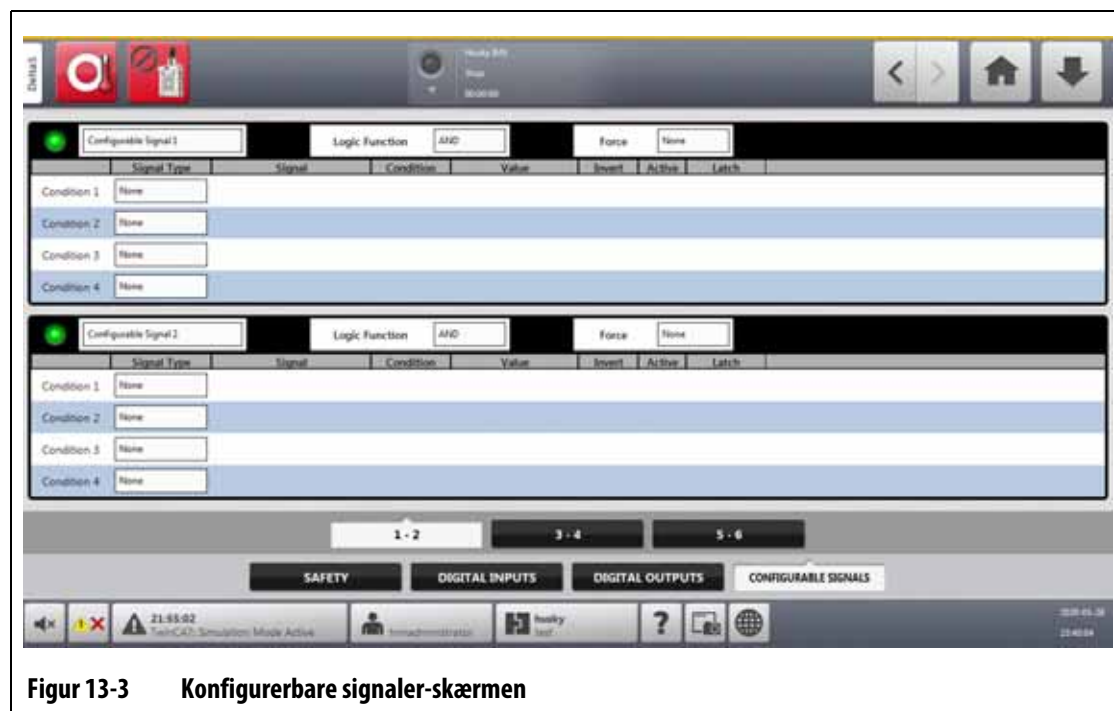 Delta5
Configurable Signal 1 Logic Function AND Force None
Signal Type Signal Condition Value Invert Active Latch
Condition 1 None
Condition 2 None
Condition 3 None
Condition 4 None
Configurable Signal 2 Logic Function AND Force None
Signal Type Signal Condition Value Invert Active Latch
Condition 1 None
Condition 2 None
Condition 3 None
Condition 4 None
1 - 2 3 - 4 5 - 6
SAFETY DIGITAL INPUTS DIGITAL OUTPUTS CONFIGURABLE SIGNALS
21:55:02 husky
TwinCAT: Simulation Mode Active
Figur 13-3 Konfigurerbare signaler-skærmen